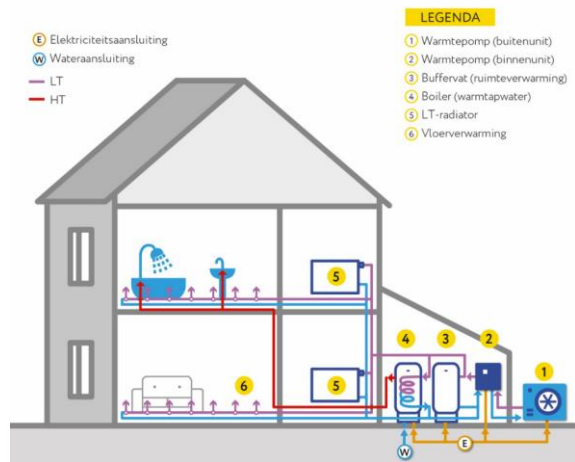 LEGENDA
E Elektriciteitsaansluiting
W Wateraansluiting
LT
HT
1 Warmtepomp (buitenunit)
2 Warmtepomp (binnenunit)
3 Buffervat (ruimteverwarming)
4 Boiler (warmtapwater)
5 LT-radiator
6 Vloerverwarming
5
4
3
2
1
6
5
E
W